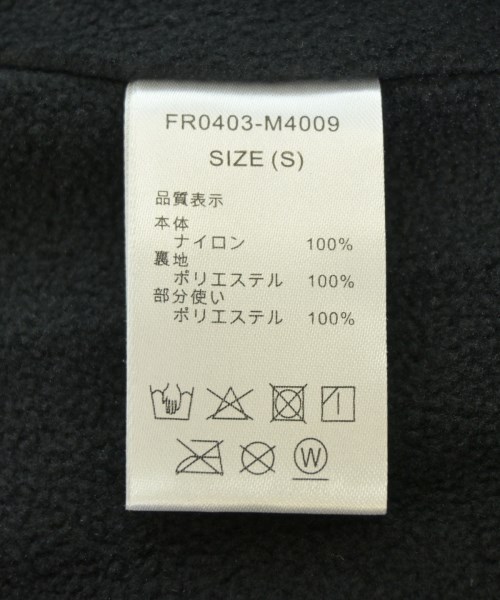 FR0403-M4009
SIZE (S)
品質表示
本体
ナイロン 100%
裏地
ポリエステル 100%
部分使い
ポリエステル 100%
W